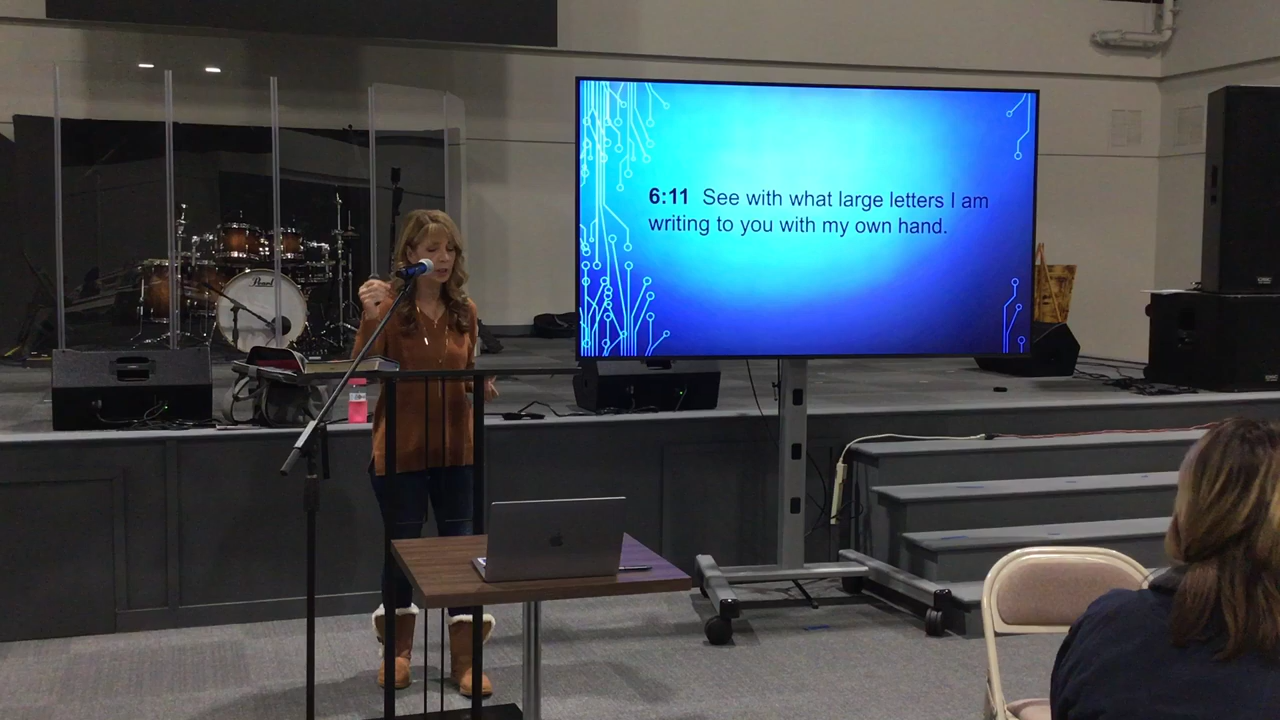 6:11 See with what large letters I am
writing to you with my own hand.
Pearl